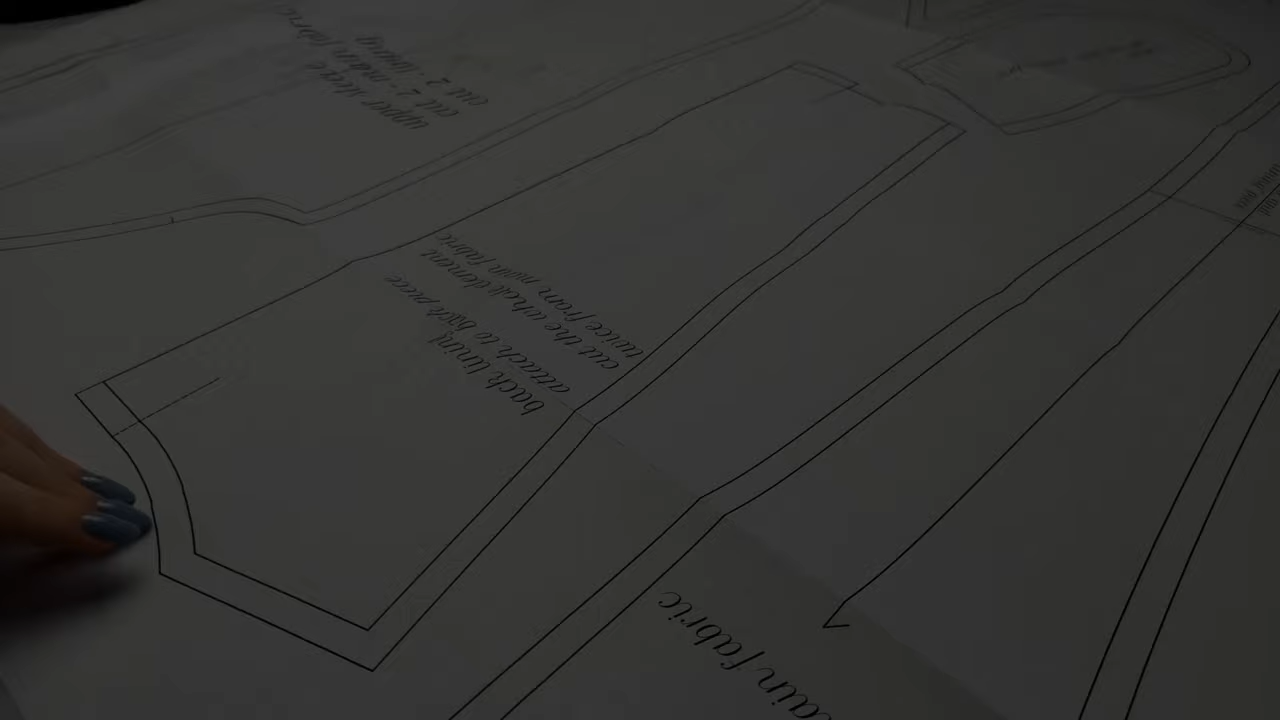 upper sleeve
cut 2 - main fabric
cut 2 - lining
back lining
attach to back piece
cut the whole element
twice from main fabric
ain fabric